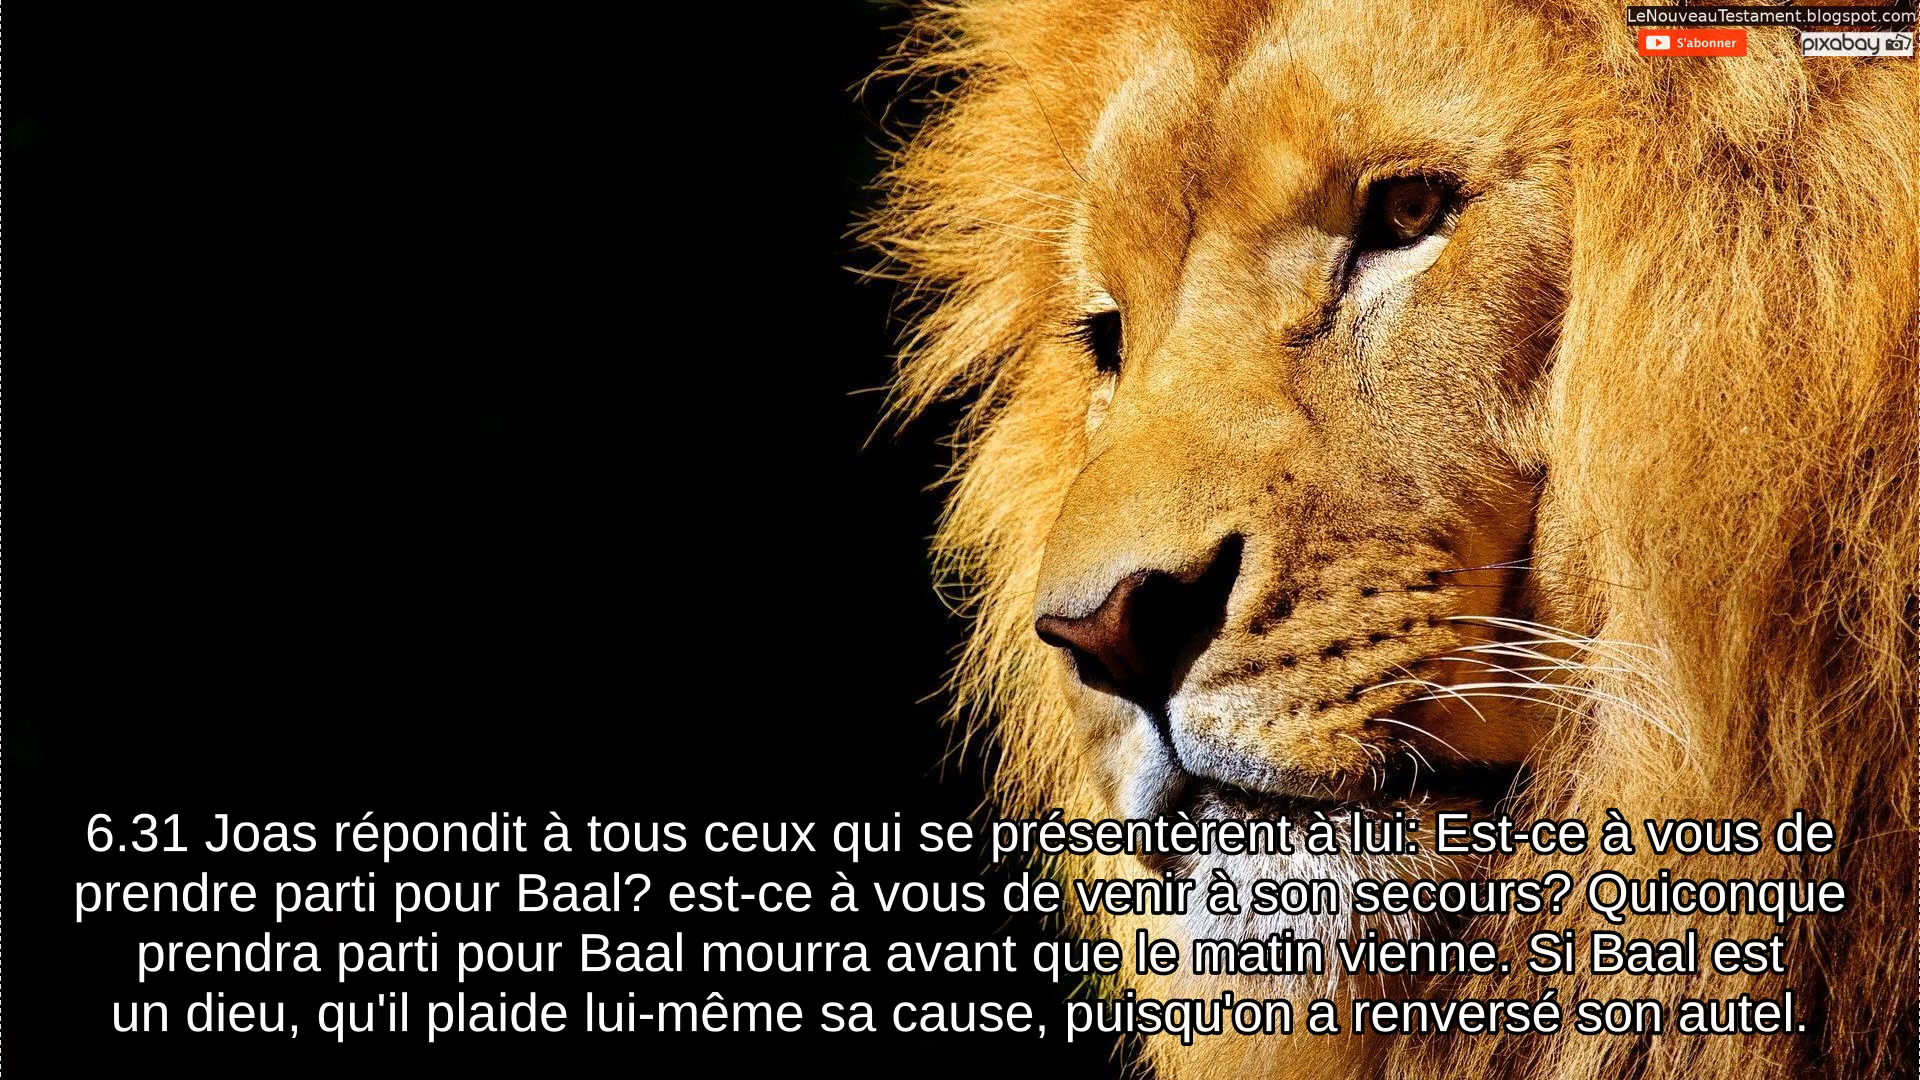 LeNouveauTestament.blogspot.com
S'abonner
pixabay
6.31 Joas répondit à tous ceux qui se présentèrent à lui: Est-ce à vous de
prendre parti pour Baal? est-ce à vous de venir à son secours? Quiconque
prendra parti pour Baal mourra avant que le matin vienne. Si Baal est
un dieu, qu'il plaide lui-même sa cause, puisqu'on a renversé son autel.